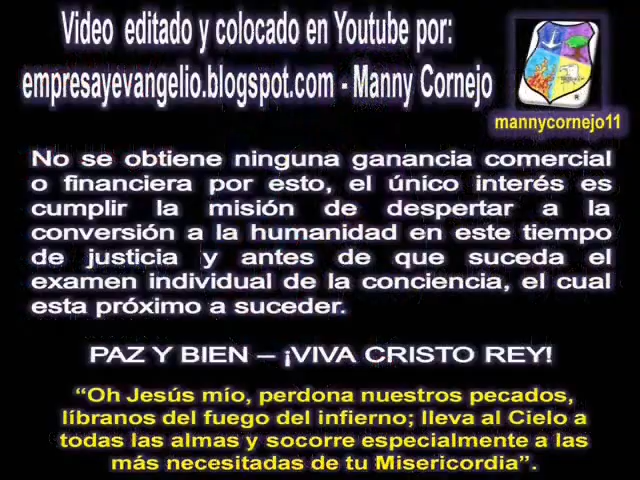 Video editado y colocado en Youtube por:
empresayevangelio.blogspot.com - Manny Cornejo
mannycornejo11
No se obtiene ninguna ganancia comercial
o financiera por esto, el único interés es
cumplir la misión de despertar a la
conversión a la humanidad en este tiempo
de justicia y antes de que suceda el
examen individual de la conciencia, el cual
esta próximo a suceder.
PAZ Y BIEN – ¡VIVA CRISTO REY!
“Oh Jesús mío, perdona nuestros pecados,
líbranos del fuego del infierno; lleva al Cielo a
todas las almas y socorre especialmente a las
más necesitadas de tu Misericordia”.